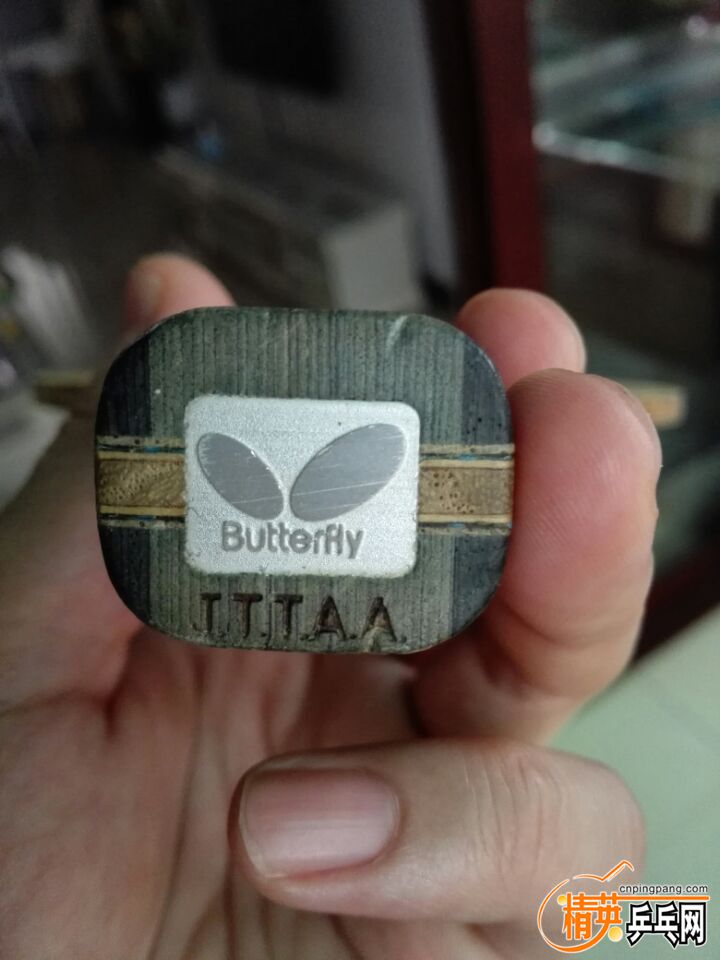 Butterfly
J.T.T.A.A.
cnpingpang.com
精英乒乓网